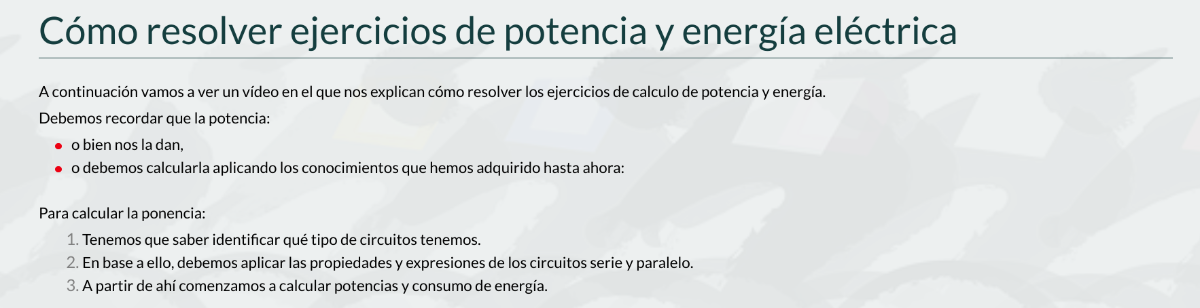 Cómo resolver ejercicios de potencia y energía eléctrica
A continuación vamos a ver un vídeo en el que nos explican cómo resolver los ejercicios de calculo de potencia y energía.
Debemos recordar que la potencia:
• o bien nos la dan,
• o debemos calcularla aplicando los conocimientos que hemos adquirido hasta ahora:
Para calcular la ponencia:
1. Tenemos que saber identificar qué tipo de circuitos tenemos.
2. En base a ello, debemos aplicar las propiedades y expresiones de los circuitos serie y paralelo.
3. A partir de ahí comenzamos a calcular potencias y consumo de energía.